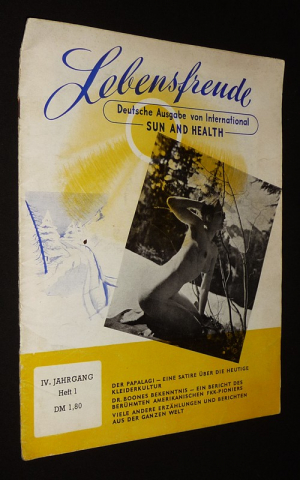 Lebensfreude
Deutsche Ausgabe von International
SUN AND HEALTH
IV. JAHRGANG
Heft 1
DM 1,80
DER PAPALAGI — EINE SATIRE ÜBER DIE HEUTIGE
KLEIDERKULTUR
DR. BOONES BEKENNTNIS — EIN BERICHT DES
BERÜHMTEN AMERIKANISCHEN FKK-PIONIERS
VIELE ANDERE ERZÄHLUNGEN UND BERICHTEN
AUS DER GANZEN WELT